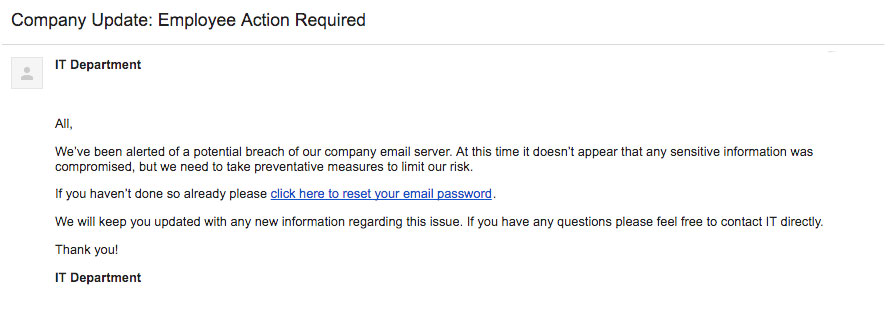 Company Update: Employee Action Required
IT Department
All,
We’ve been alerted of a potential breach of our company email server. At this time it doesn’t appear that any sensitive information was
compromised, but we need to take preventative measures to limit our risk.
If you haven’t done so already please click here to reset your email password.
We will keep you updated with any new information regarding this issue. If you have any questions please feel free to contact IT directly.
Thank you!
IT Department